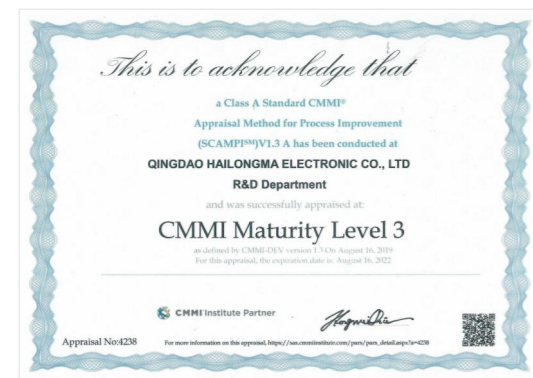 This is to acknowledge that
a Class A Standard CMMI®
Appraisal Method for Process Improvement
(SCAMPI℠)V1.3 A has been conducted at
QINGDAO HAILONGMA ELECTRONIC CO., LTD
R&D Department
and was successfully appraised at:
CMMI Maturity Level 3
as defined by CMMI-DEV version 1.3 On August 16, 2019
For this appraisal, the expiration date is: August 16, 2022
CMMI Institute Partner
Appraisal No:4238
For more information on this appraisal, https://sas.cmmiinstitute.com/pars/pars_detail.aspx?a=4238